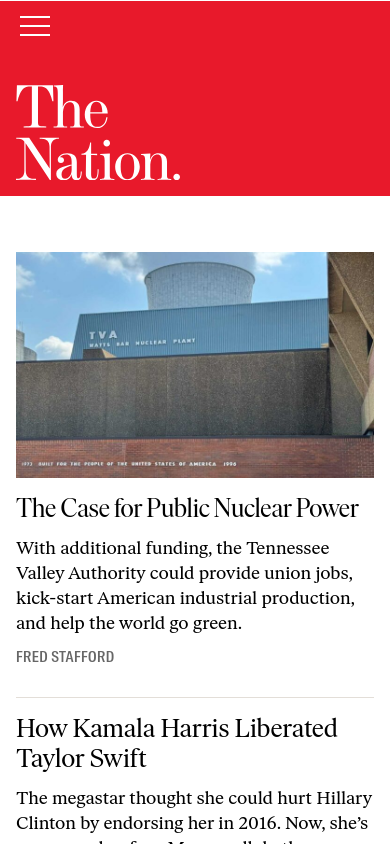 The
Nation.
TVA
WATTS BAR NUCLEAR PLANT
1973 BUILT FOR THE PEOPLE OF THE UNITED STATES OF AMERICA 1996
The Case for Public Nuclear Power
With additional funding, the Tennessee
Valley Authority could provide union jobs,
kick-start American industrial production,
and help the world go green.
FRED STAFFORD
How Kamala Harris Liberated
Taylor Swift
The megastar thought she could hurt Hillary
Clinton by endorsing her in 2016. Now, she's